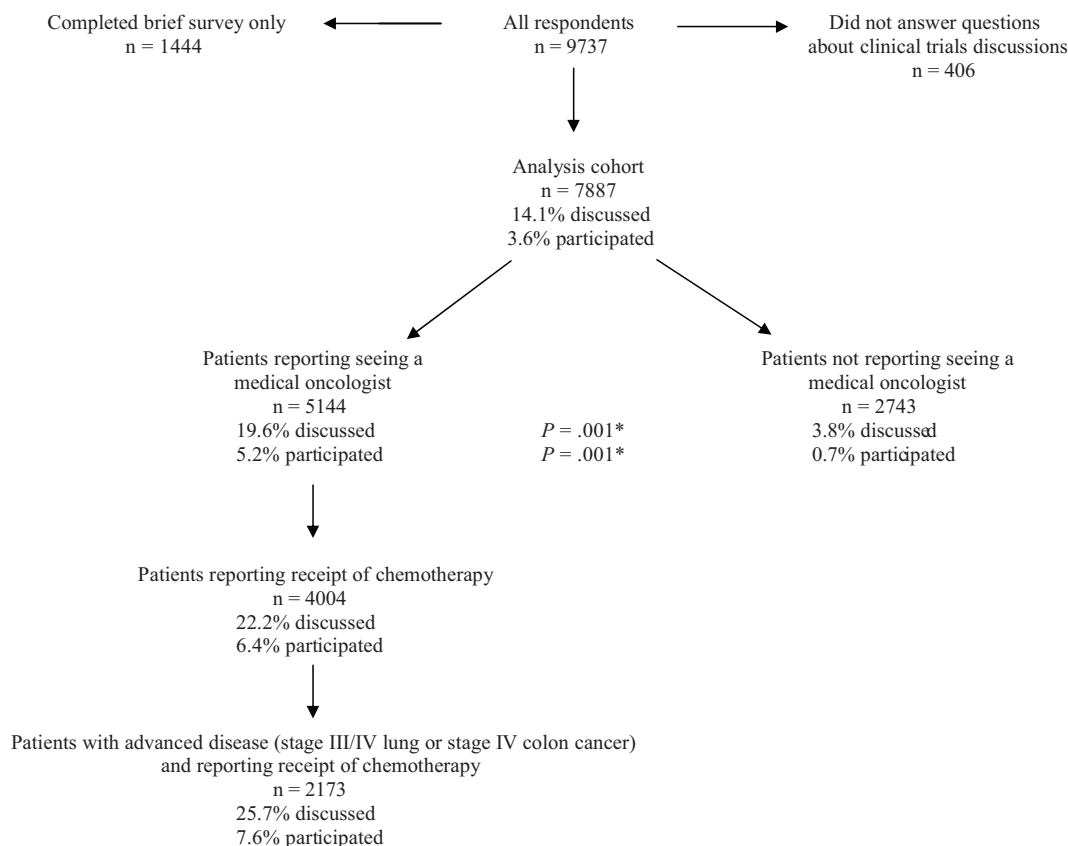 Completed brief survey only
n = 1444
All respondents
n = 9737
Did not answer questions
about clinical trials discussions
n = 406
Analysis cohort
n = 7887
14.1% discussed
3.6% participated
Patients reporting seeing a
medical oncologist
n = 5144
19.6% discussed
5.2% participated
P = .001*
P = .001*
Patients not reporting seeing a
medical oncologist
n = 2743
3.8% discussed
0.7% participated
Patients reporting receipt of chemotherapy
n = 4004
22.2% discussed
6.4% participated
Patients with advanced disease (stage III/IV lung or stage IV colon cancer)
and reporting receipt of chemotherapy
n = 2173
25.7% discussed
7.6% participated